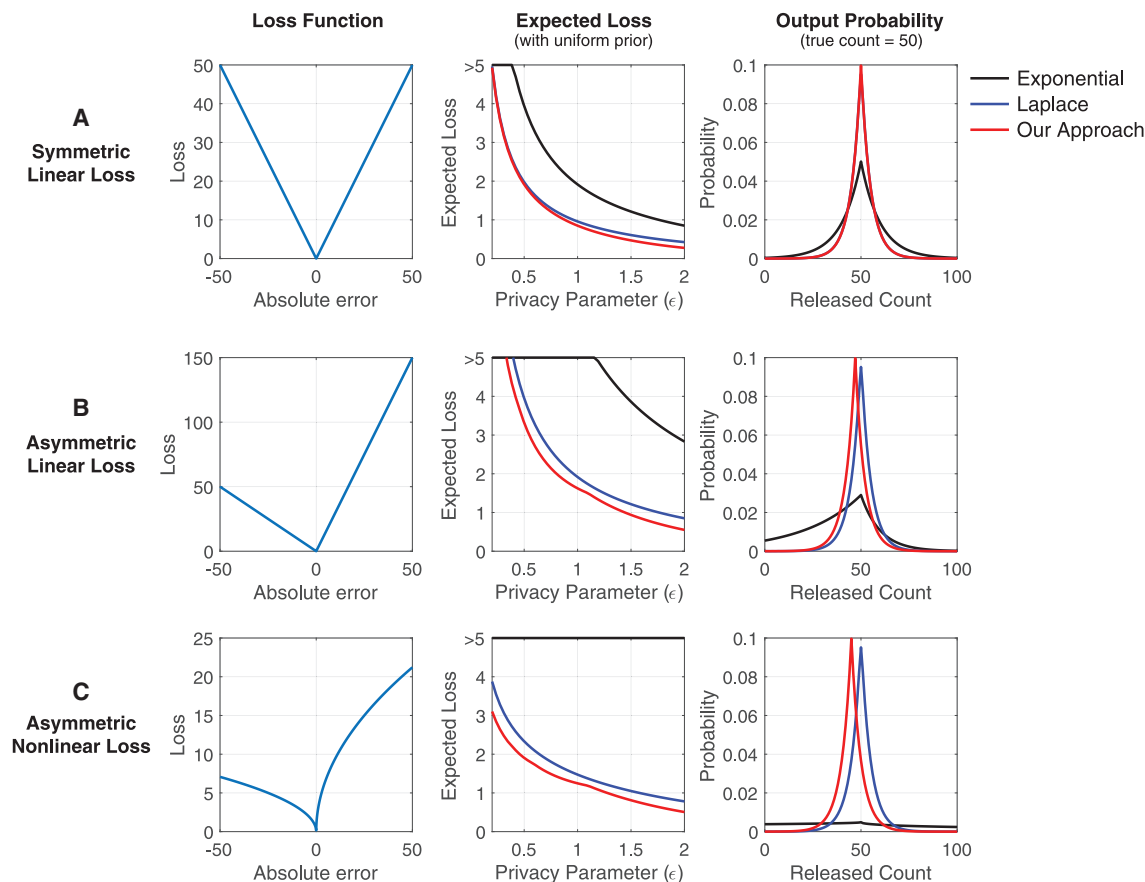 Loss Function
Expected Loss
(with uniform prior)
Output Probability
(true count = 50)
Exponential
Laplace
Our Approach
A
Symmetric
Linear Loss
Loss
50
40
30
20
10
0
-50
0
50
Absolute error
Expected Loss
>5
4
3
2
1
0
0.5
1
1.5
2
Privacy Parameter (ϵ)
Probability
0.1
0.08
0.06
0.04
0.02
0
0
50
100
Released Count
B
Asymmetric
Linear Loss
Loss
150
100
50
0
-50
0
50
Absolute error
Expected Loss
>5
4
3
2
1
0
0.5
1
1.5
2
Privacy Parameter (ϵ)
Probability
0.1
0.08
0.06
0.04
0.02
0
0
50
100
Released Count
C
Asymmetric
Nonlinear Loss
Loss
25
20
15
10
5
0
-50
0
50
Absolute error
Expected Loss
>5
4
3
2
1
0
0.5
1
1.5
2
Privacy Parameter (ϵ)
Probability
0.1
0.08
0.06
0.04
0.02
0
0
50
100
Released Count